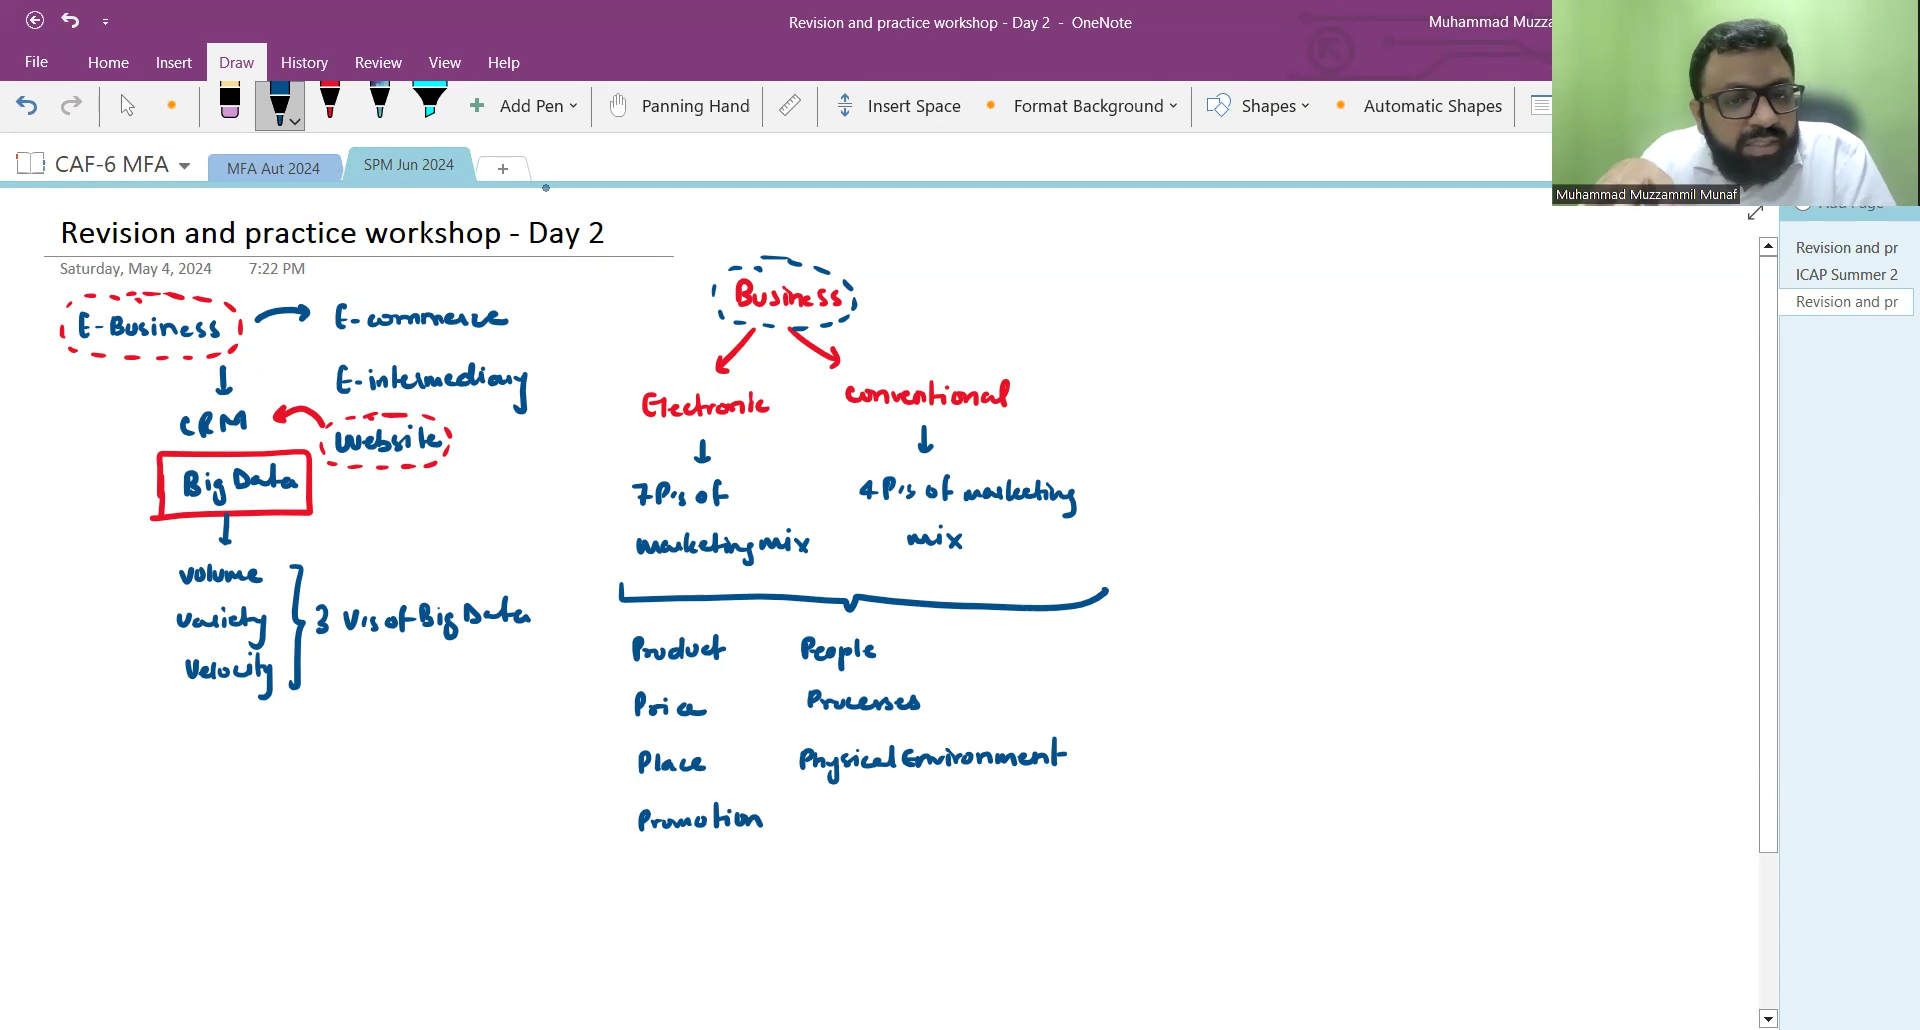 Revision and practice workshop - Day 2 - OneNote
Muhammad Muzza
File Home Insert Draw History Review View Help
Add Pen Panning Hand Insert Space Format Background Shapes Automatic Shapes
Muhammad Muzzammil Munaf
CAF-6 MFA MFA Aut 2024 SPM Jun 2024
Revision and practice workshop - Day 2
Saturday, May 4, 2024 7:22 PM
Revision and pr
ICAP Summer 2
Revision and pr
E-Business
E-commerce
E-intermediary
CRM
Website
Big Data
Volume
Variety
Velocity
3 V's of Big Data
Business
Electronic
Conventional
7P's of
marketing mix
4P's of marketing
mix
Product
Price
Place
Promotion
People
Processes
Physical Environment